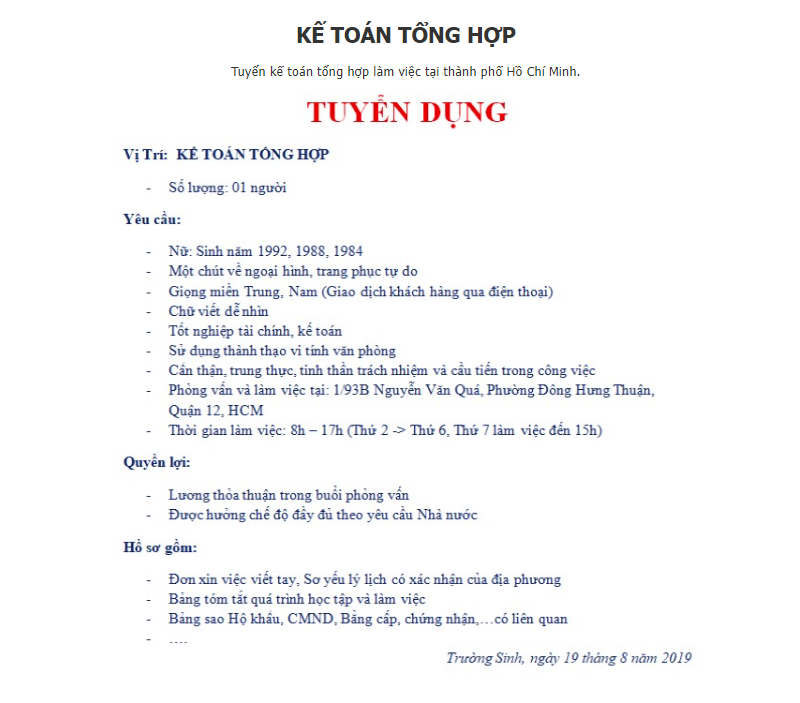 KẾ TOÁN TỔNG HỢP
Tuyển kế toán tổng hợp làm việc tại thành phố Hồ Chí Minh.
TUYỂN DỤNG
Vị Trí: KẾ TOÁN TỔNG HỢP
- Số lượng: 01 người
Yêu cầu:
- Nữ: Sinh năm 1992, 1988, 1984
- Một chút về ngoại hình, trang phục tự do
- Giọng miền Trung, Nam (Giao dịch khách hàng qua điện thoại)
- Chữ viết dễ nhìn
- Tốt nghiệp tài chính, kế toán
- Sử dụng thành thạo vi tính văn phòng
- Cẩn thận, trung thực, tinh thần trách nhiệm và cầu tiến trong công việc
- Phỏng vấn và làm việc tại: 1/93B Nguyễn Văn Quá, Phường Đông Hưng Thuận,
Quận 12, HCM
- Thời gian làm việc: 8h – 17h (Thứ 2 -> Thứ 6, Thứ 7 làm việc đến 15h)
Quyền lợi:
- Lương thỏa thuận trong buổi phỏng vấn
- Được hưởng chế độ đầy đủ theo yêu cầu Nhà nước
Hồ sơ gồm:
- Đơn xin việc viết tay, Sơ yếu lý lịch có xác nhận của địa phương
- Bảng tóm tắt quá trình học tập và làm việc
- Bảng sao Hộ khẩu, CMND, Bằng cấp, chứng nhận,…có liên quan
- ….
Trường Sinh, ngày 19 tháng 8 năm 2019